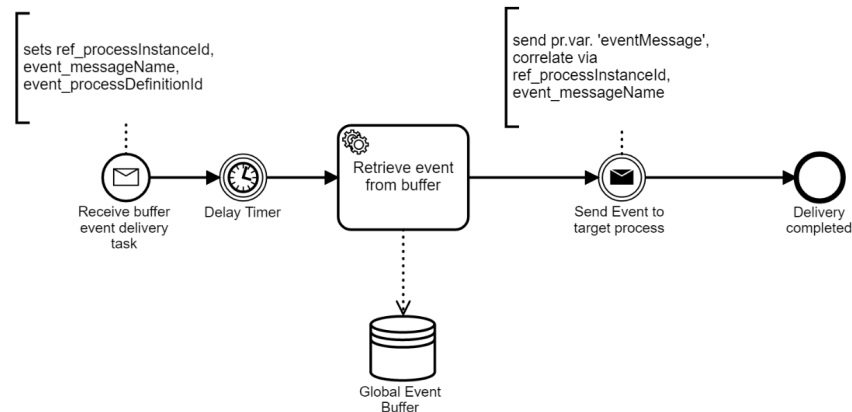 sets ref_processInstanceId,
event_messageName,
event_processDefinitionId
send pr.var. 'eventMessage',
correlate via
ref_processInstanceId,
event_messageName
Receive buffer
event delivery
task
Delay Timer
Retrieve event
from buffer
Send Event to
target process
Delivery
completed
Global Event
Buffer